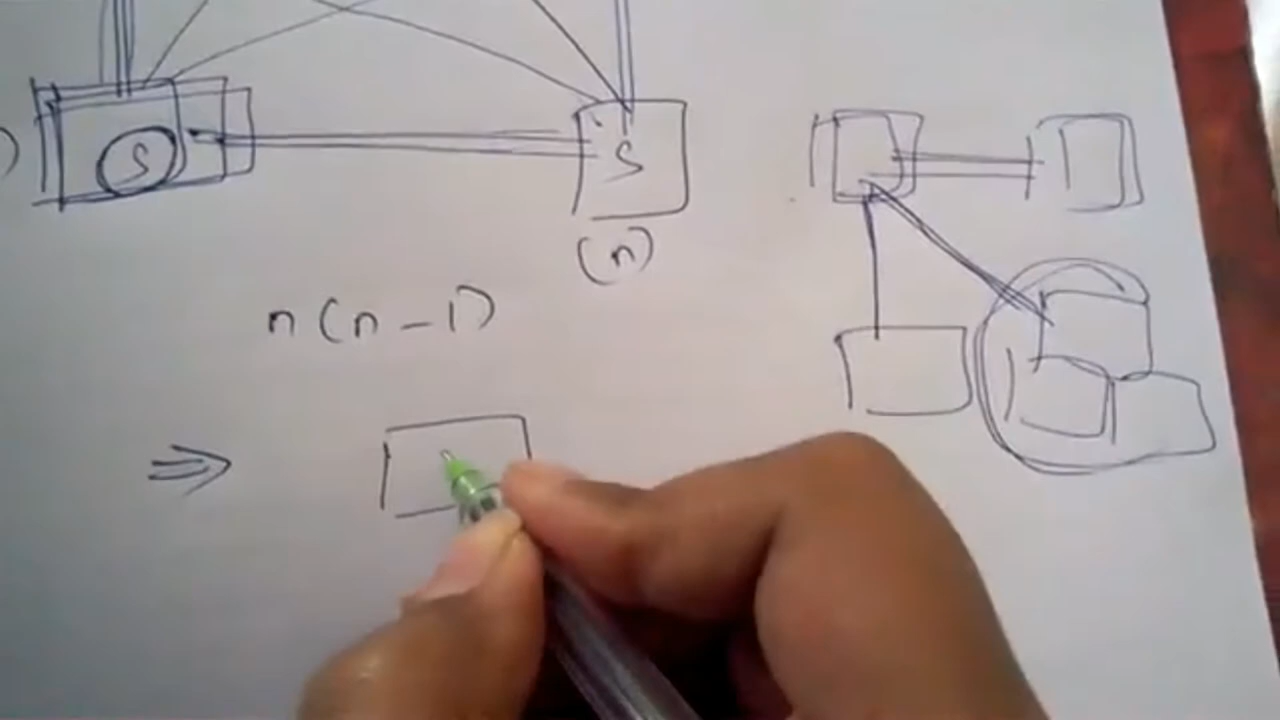 S S
(n)
n(n-1)
⇒